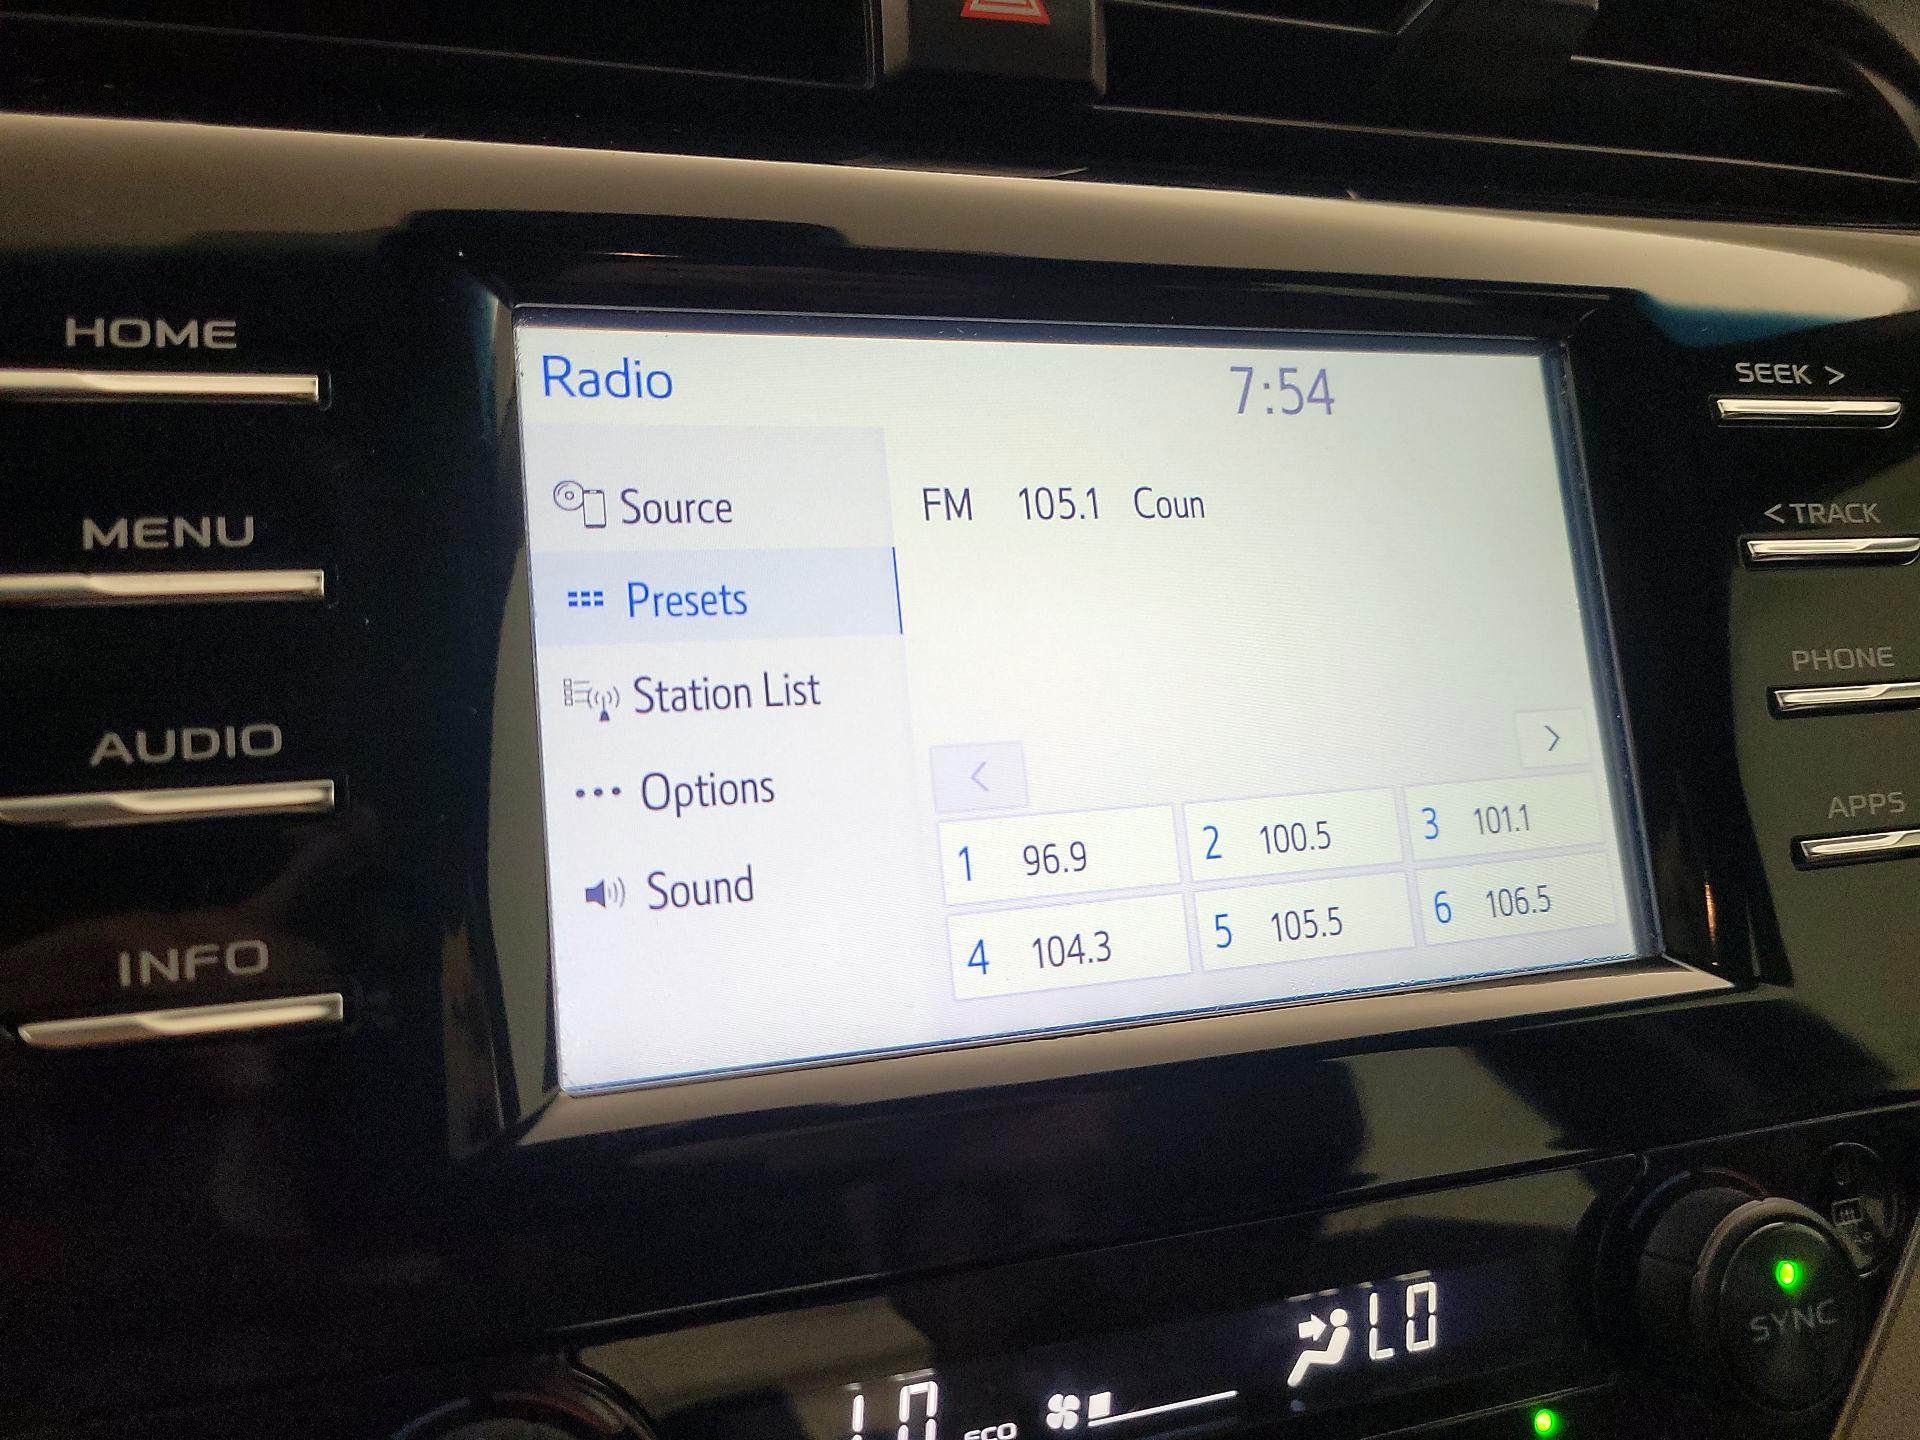 HOME
MENU
AUDIO
INFO
Radio
7:54
Source
Presets
Station List
Options
Sound
FM 105.1 Coun
<
>
1 96.9
2 100.5
3 101.1
4 104.3
5 105.5
6 106.5
SEEK >
< TRACK
PHONE
APPS
LO
LO
ECO
SYNC